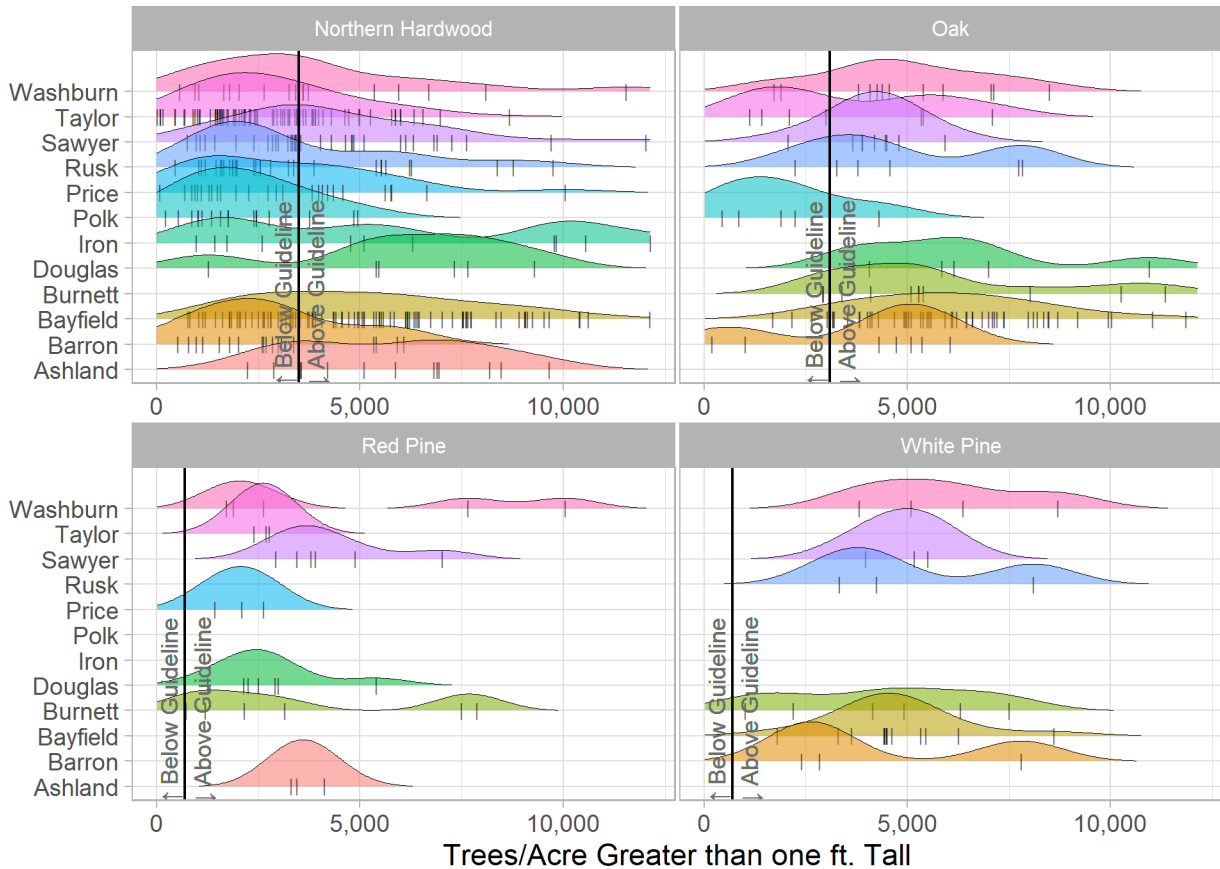 Northern Hardwood
Oak
Washburn
Taylor
Sawyer
Rusk
Price
Polk
Iron
Douglas
Burnett
Bayfield
Barron
Ashland
Below Guideline
Above Guideline
Below Guideline
Above Guideline
0
5,000
10,000
0
5,000
10,000
Red Pine
White Pine
Washburn
Taylor
Sawyer
Rusk
Price
Polk
Iron
Douglas
Burnett
Bayfield
Barron
Ashland
Below Guideline
Above Guideline
Below Guideline
Above Guideline
0
5,000
10,000
0
5,000
10,000
Trees/Acre Greater than one ft. Tall